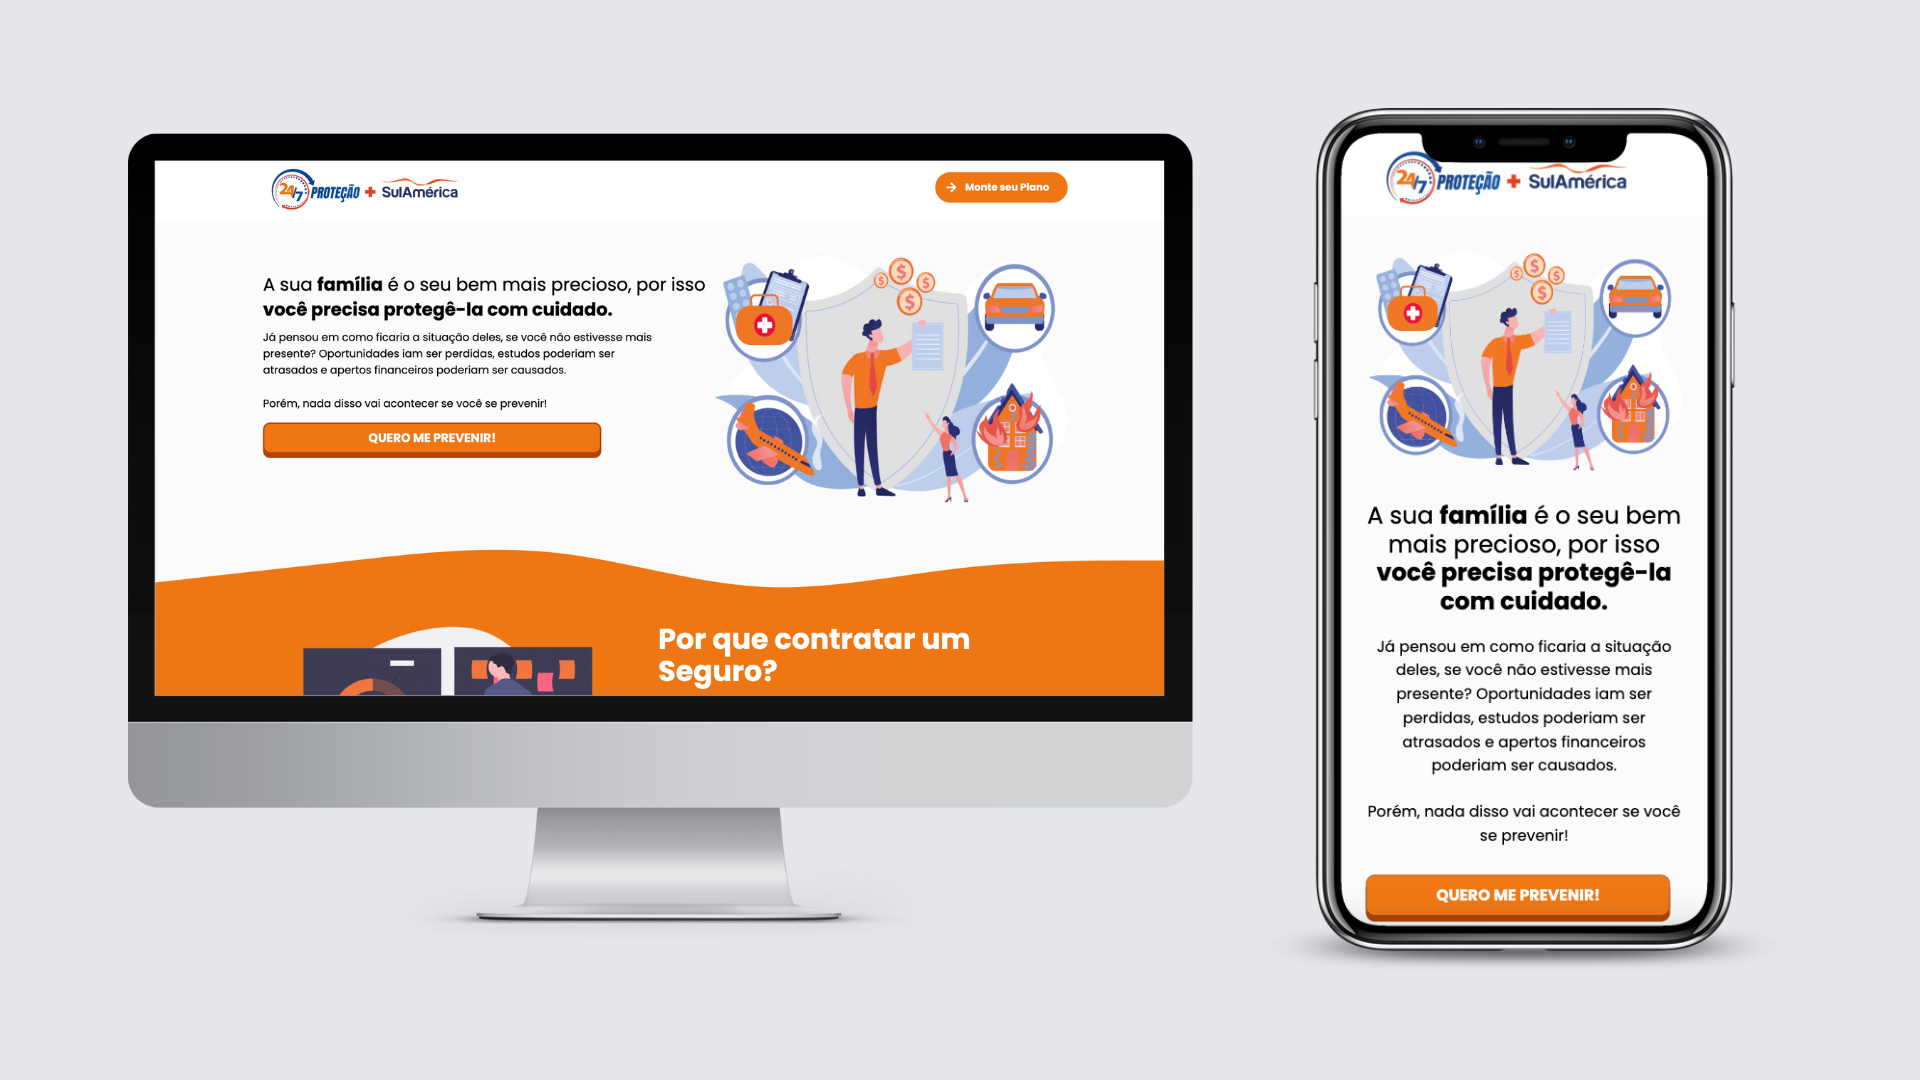 24/7 PROTEÇÃO + SulAmérica
Monte seu Plano
A sua família é o seu bem mais precioso, por isso
você precisa protegê-la com cuidado.
Já pensou em como ficaria a situação deles, se você não estivesse mais
presente? Oportunidades iam ser perdidas, estudos poderiam ser
atrasados e apertos financeiros poderiam ser causados.
Porém, nada disso vai acontecer se você se prevenir!
QUERO ME PREVENIR!
$
$
$
$
Por que contratar um
Seguro?
24/7 PROTEÇÃO + SulAmérica
$
$
$
$
A sua família é o seu bem
mais precioso, por isso
você precisa protegê-la
com cuidado.
Já pensou em como ficaria a situação
deles, se você não estivesse mais
presente? Oportunidades iam ser
perdidas, estudos poderiam ser
atrasados e apertos financeiros
poderiam ser causados.
Porém, nada disso vai acontecer se você
se prevenir!
QUERO ME PREVENIR!